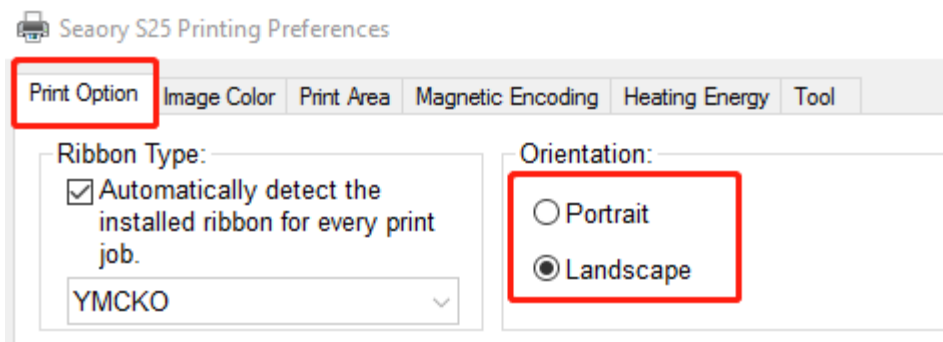 Seaory S25 Printing Preferences
Print Option Image Color Print Area Magnetic Encoding Heating Energy Tool
Ribbon Type:
Automatically detect the
installed ribbon for every print
job.
YMCKO
Orientation:
Portrait
Landscape